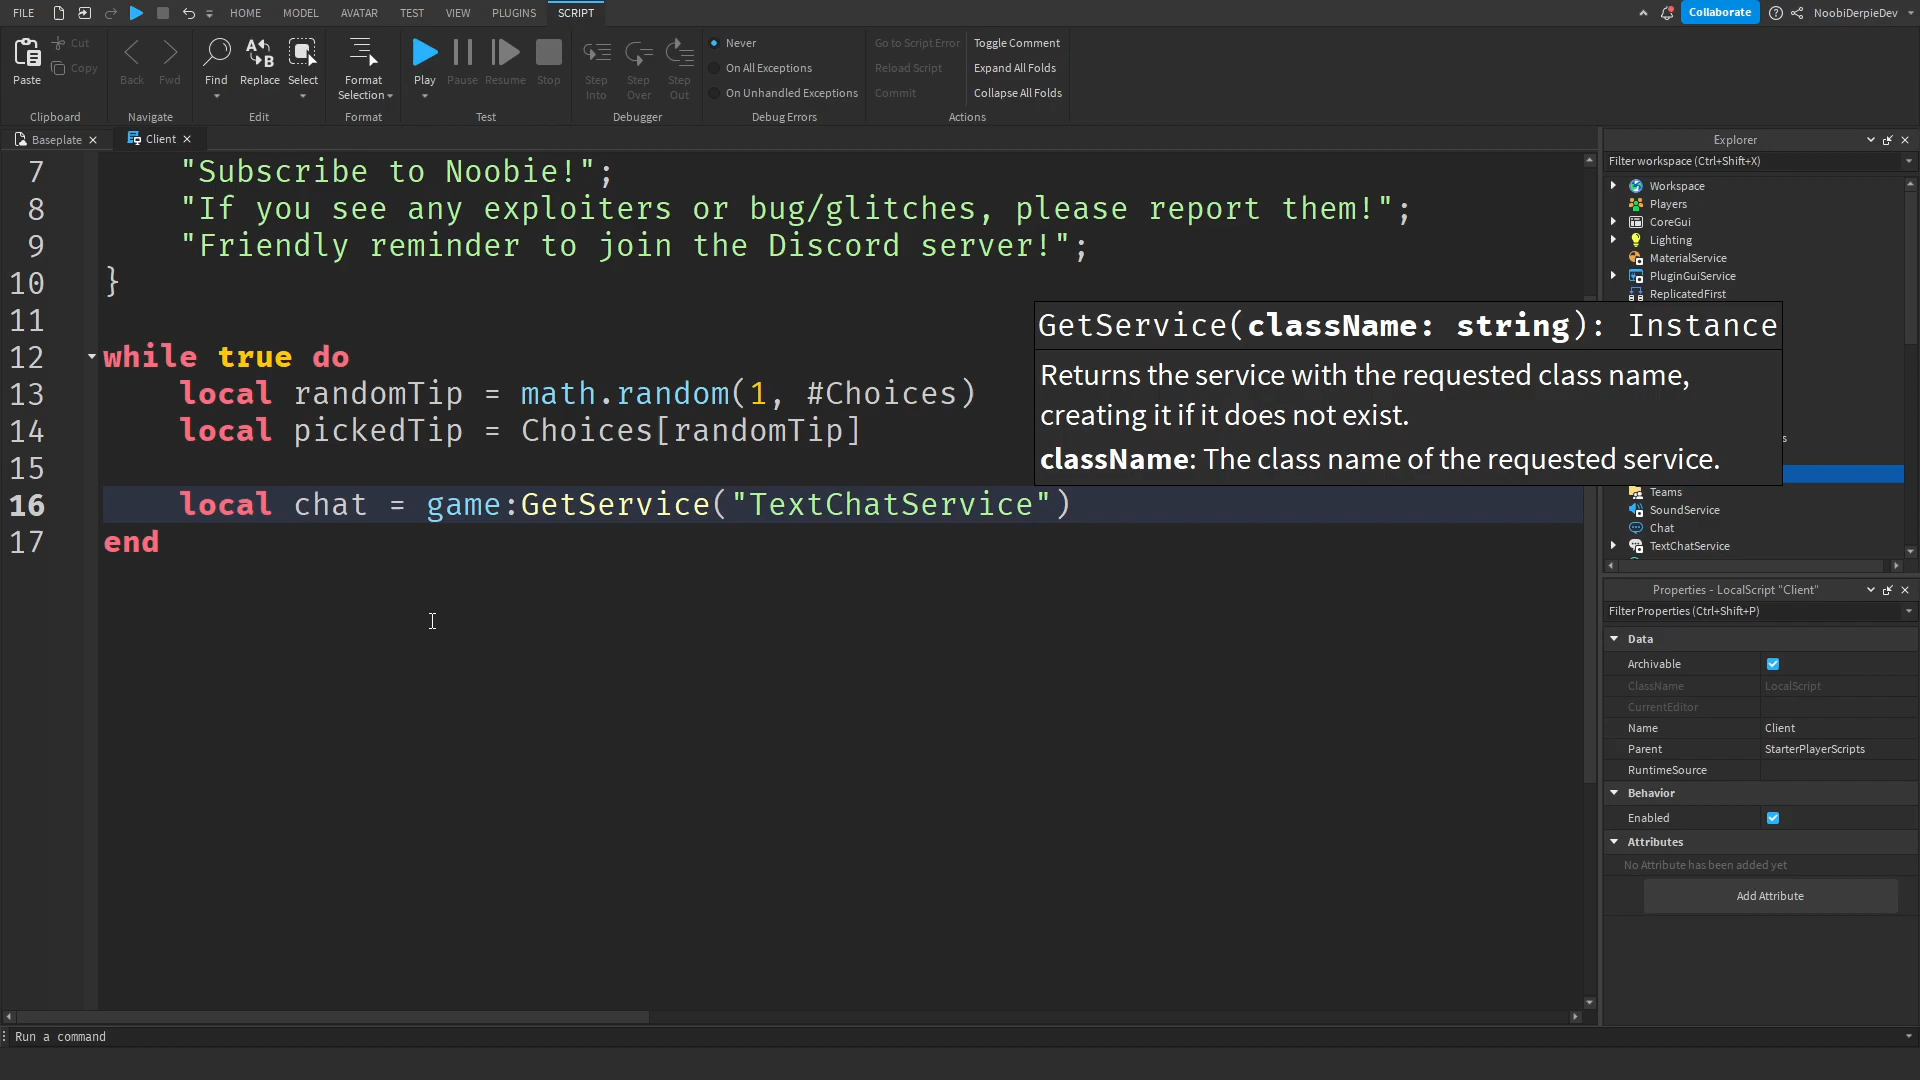 FILE HOME MODEL AVATAR TEST VIEW PLUGINS SCRIPT Collaborate NoobiDerpieDev
Paste Cut Copy Back Fwd Find Replace Select Format Selection Play Pause Resume Stop Step Into Step Over Step Out
Never
On All Exceptions
On Unhandled Exceptions
Go to Script Error Toggle Comment
Reload Script Expand All Folds
Commit Collapse All Folds
Clipboard Navigate Edit Format Test Debugger Debug Errors Actions
Baseplate Client
7 "Subscribe to Noobie!";
8 "If you see any exploiters or bug/glitches, please report them!";
9 "Friendly reminder to join the Discord server!";
10 }
11
12 while true do
13 local randomTip = math.random(1, #Choices)
14 local pickedTip = Choices[randomTip]
15
16 local chat = game:GetService("TextChatService")
17 end
GetService(className: string): Instance
Returns the service with the requested class name,
creating it if it does not exist.
className: The class name of the requested service.
Explorer
Filter workspace (Ctrl+Shift+X)
Workspace
Players
CoreGui
Lighting
MaterialService
PluginGuiService
ReplicatedFirst
s
Teams
SoundService
Chat
TextChatService
Properties - LocalScript "Client"
Filter Properties (Ctrl+Shift+P)
Data
Archivable
ClassName LocalScript
CurrentEditor
Name Client
Parent StarterPlayerScripts
RuntimeSource
Behavior
Enabled
Attributes
No Attribute has been added yet
Add Attribute
Run a command